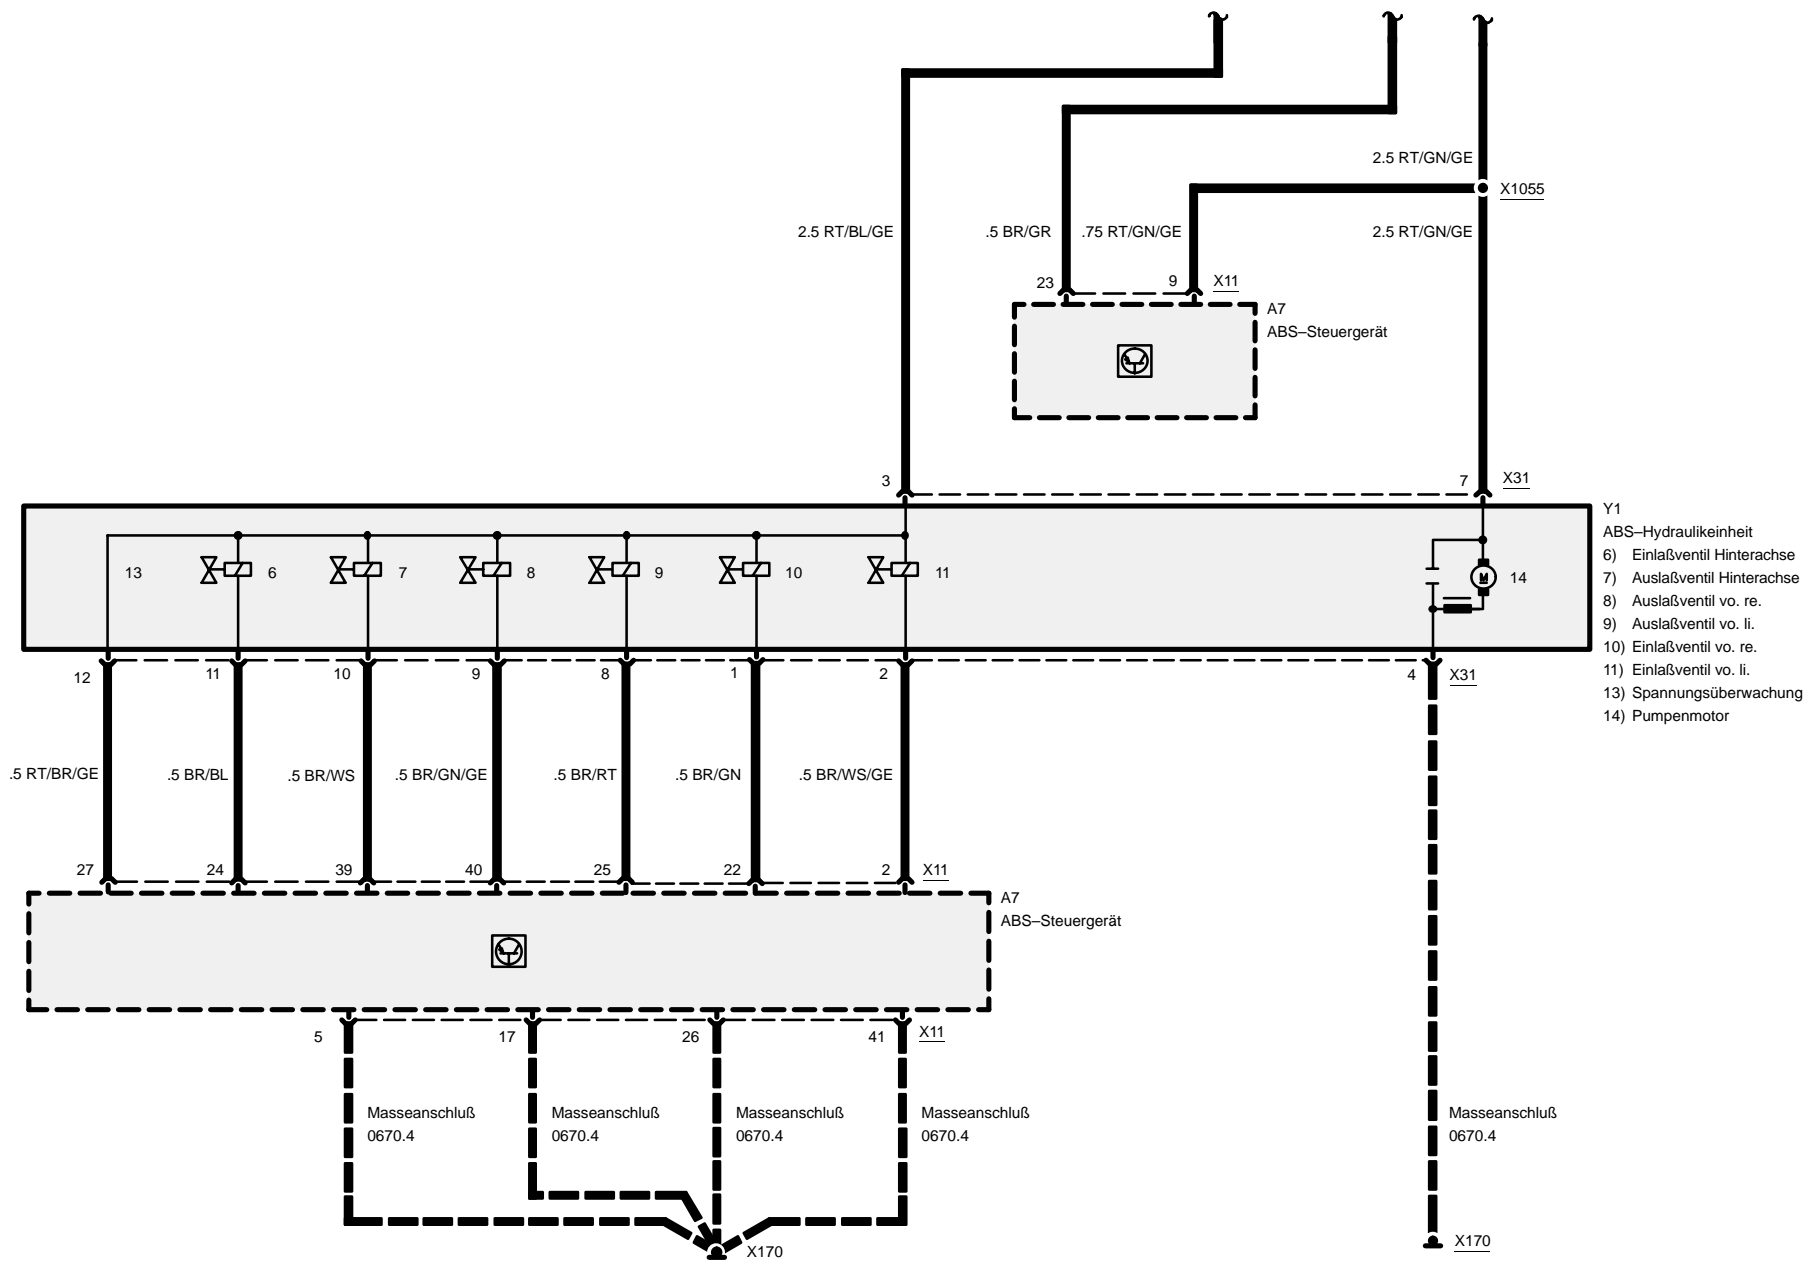 2.5 RT/GN/GE
X1055
2.5 RT/BL/GE
.5 BR/GR
.75 RT/GN/GE
2.5 RT/GN/GE
23
9
X11
A7
ABS–Steuergerät
3
7
X31
Y1
ABS–Hydraulikeinheit
6) Einlaßventil Hinterachse
7) Auslaßventil Hinterachse
8) Auslaßventil vo. re.
9) Auslaßventil vo. li.
10) Einlaßventil vo. re.
11) Einlaßventil vo. li.
13) Spannungsüberwachung
14) Pumpenmotor
13
6
7
8
9
10
11
M
14
12
11
10
9
8
1
2
4
X31
.5 RT/BR/GE
.5 BR/BL
.5 BR/WS
.5 BR/GN/GE
.5 BR/RT
.5 BR/GN
.5 BR/WS/GE
27
24
39
40
25
22
2
X11
A7
ABS–Steuergerät
5
17
26
41
X11
Masseanschluß
0670.4
Masseanschluß
0670.4
Masseanschluß
0670.4
Masseanschluß
0670.4
Masseanschluß
0670.4
X170
X170